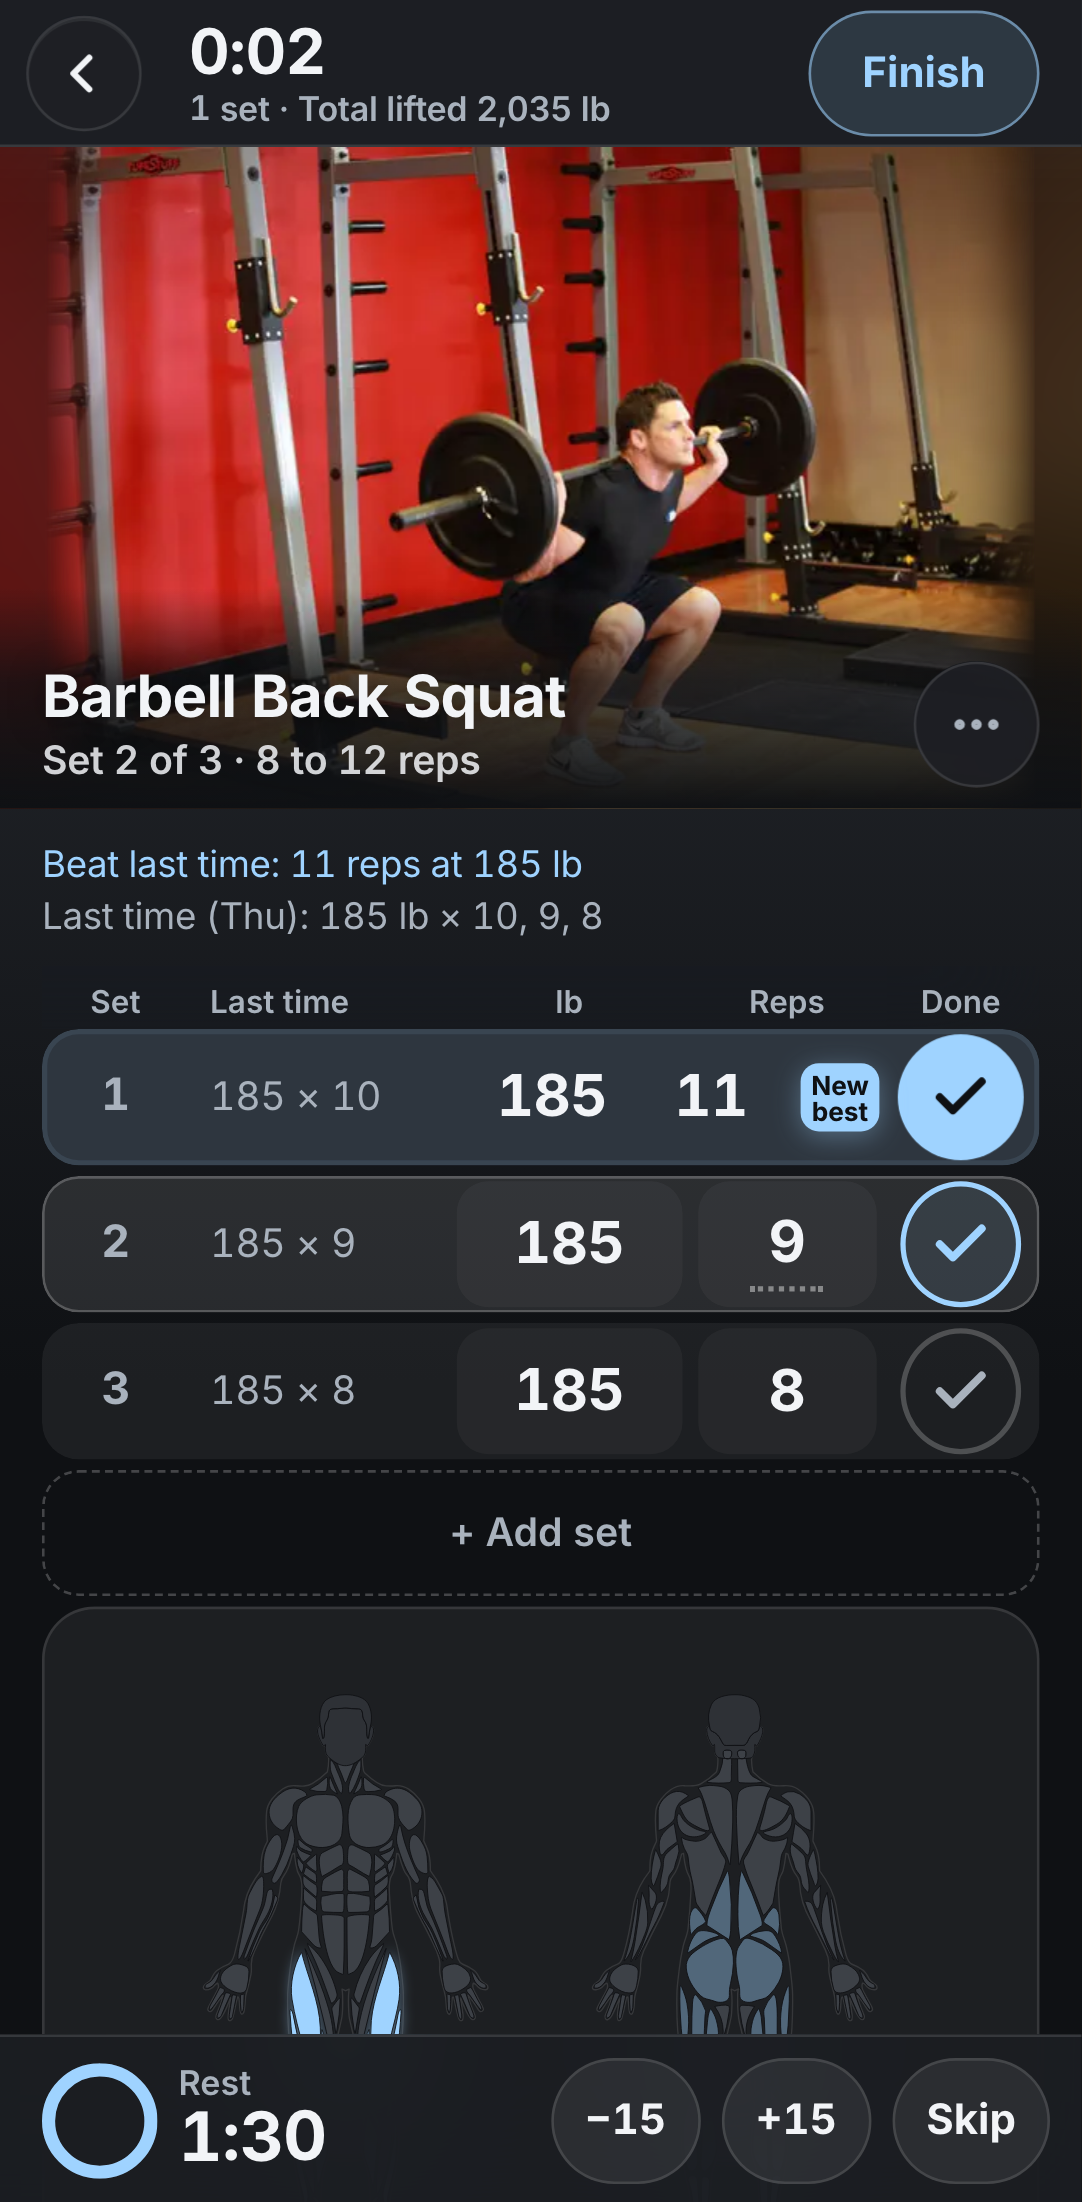 0:02
1 set · Total lifted 2,035 lb
Finish
Barbell Back Squat
Set 2 of 3 · 8 to 12 reps
Beat last time: 11 reps at 185 lb
Last time (Thu): 185 lb × 10, 9, 8
Set Last time lb Reps Done
1 185 × 10 185 11 New best
2 185 × 9 185 9
3 185 × 8 185 8
+ Add set
Rest
1:30
−15 +15 Skip